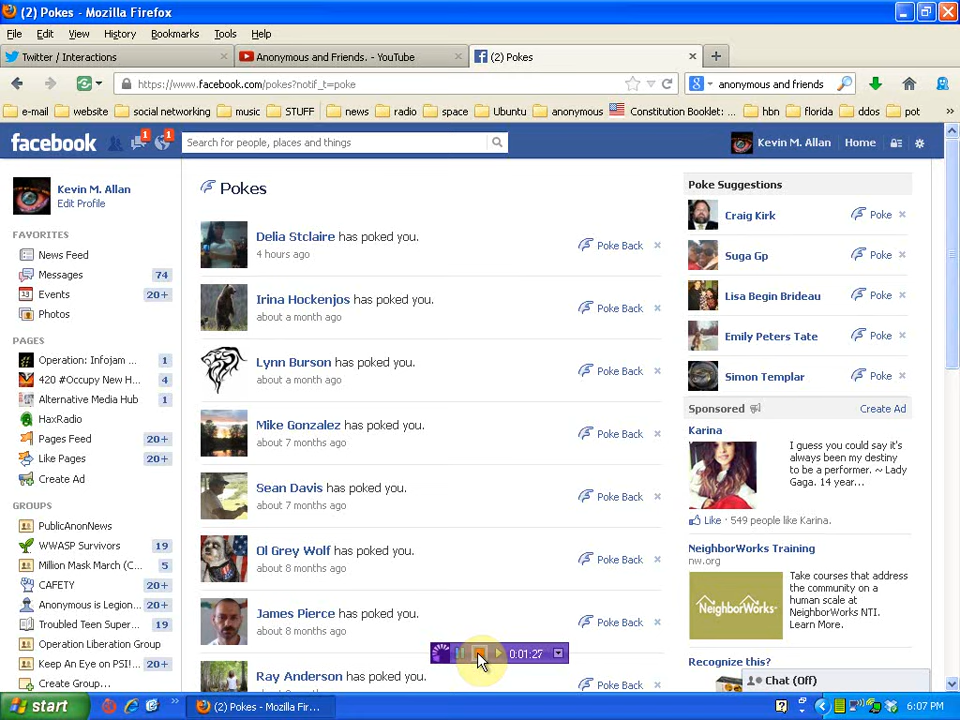 (2) Pokes - Mozilla Firefox
File Edit View History Bookmarks Tools Help
Twitter / Interactions
Anonymous and Friends. - YouTube
(2) Pokes
https://www.facebook.com/pokes?notif_t=poke
anonymous and friends
e-mail website social networking music STUFF news radio space Ubuntu anonymous Constitution Booklet:... hbn florida ddos pot
facebook
1
1
Search for people, places and things
Kevin M. Allan
Home
Kevin M. Allan
Edit Profile
FAVORITES
News Feed
Messages 74
Events 20+
Photos
PAGES
Operation: Infojam ... 1
420 #Occupy New H... 4
Alternative Media Hub 1
HaxRadio
Pages Feed 20+
Like Pages 20+
Create Ad
GROUPS
PublicAnonNews
WWASP Survivors 19
Million Mask March (C... 5
CAFETY 20+
Anonymous is Legion... 20+
Troubled Teen Super... 19
Operation Liberation Group
Keep An Eye on PSI!... 20+
Create Group...
Pokes
Delia Stclaire has poked you.
4 hours ago
Poke Back
Irina Hockenjos has poked you.
about a month ago
Poke Back
Lynn Burson has poked you.
about a month ago
Poke Back
Mike Gonzalez has poked you.
about 7 months ago
Poke Back
Sean Davis has poked you.
about 7 months ago
Poke Back
Ol Grey Wolf has poked you.
about 8 months ago
Poke Back
James Pierce has poked you.
about 8 months ago
Poke Back
Ray Anderson has poked you.
Poke Back
0:01:27
Poke Suggestions
Craig Kirk Poke
Suga Gp Poke
Lisa Begin Brideau Poke
Emily Peters Tate Poke
Simon Templar Poke
Sponsored Create Ad
Karina
I guess you could say it's
always been my destiny
to be a performer. ~ Lady
Gaga. 14 year...
Like · 549 people like Karina.
NeighborWorks Training
nw.org
NeighborWorks
Take courses that address
the community on a
human scale at
NeighborWorks NTI.
Learn More.
Recognize this?
Chat (Off)
start
(2) Pokes - Mozilla Fir...
6:07 PM